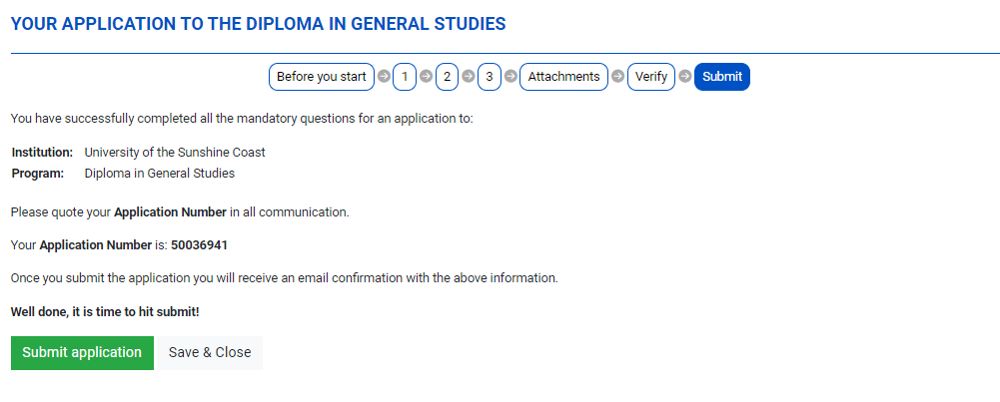 YOUR APPLICATION TO THE DIPLOMA IN GENERAL STUDIES
Before you start 1 2 3 Attachments Verify Submit
You have successfully completed all the mandatory questions for an application to:
Institution: University of the Sunshine Coast
Program: Diploma in General Studies
Please quote your Application Number in all communication.
Your Application Number is: 50036941
Once you submit the application you will receive an email confirmation with the above information.
Well done, it is time to hit submit!
Submit application Save & Close